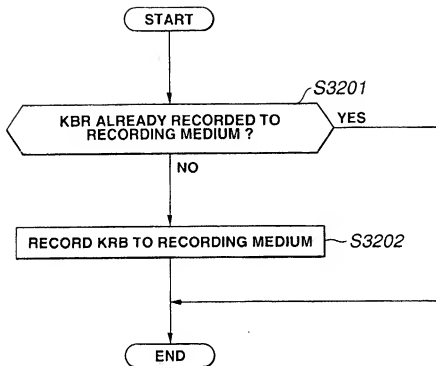 START
S3201
KBR ALREADY RECORDED TO
RECORDING MEDIUM ?
YES
NO
RECORD KRB TO RECORDING MEDIUM
S3202
END